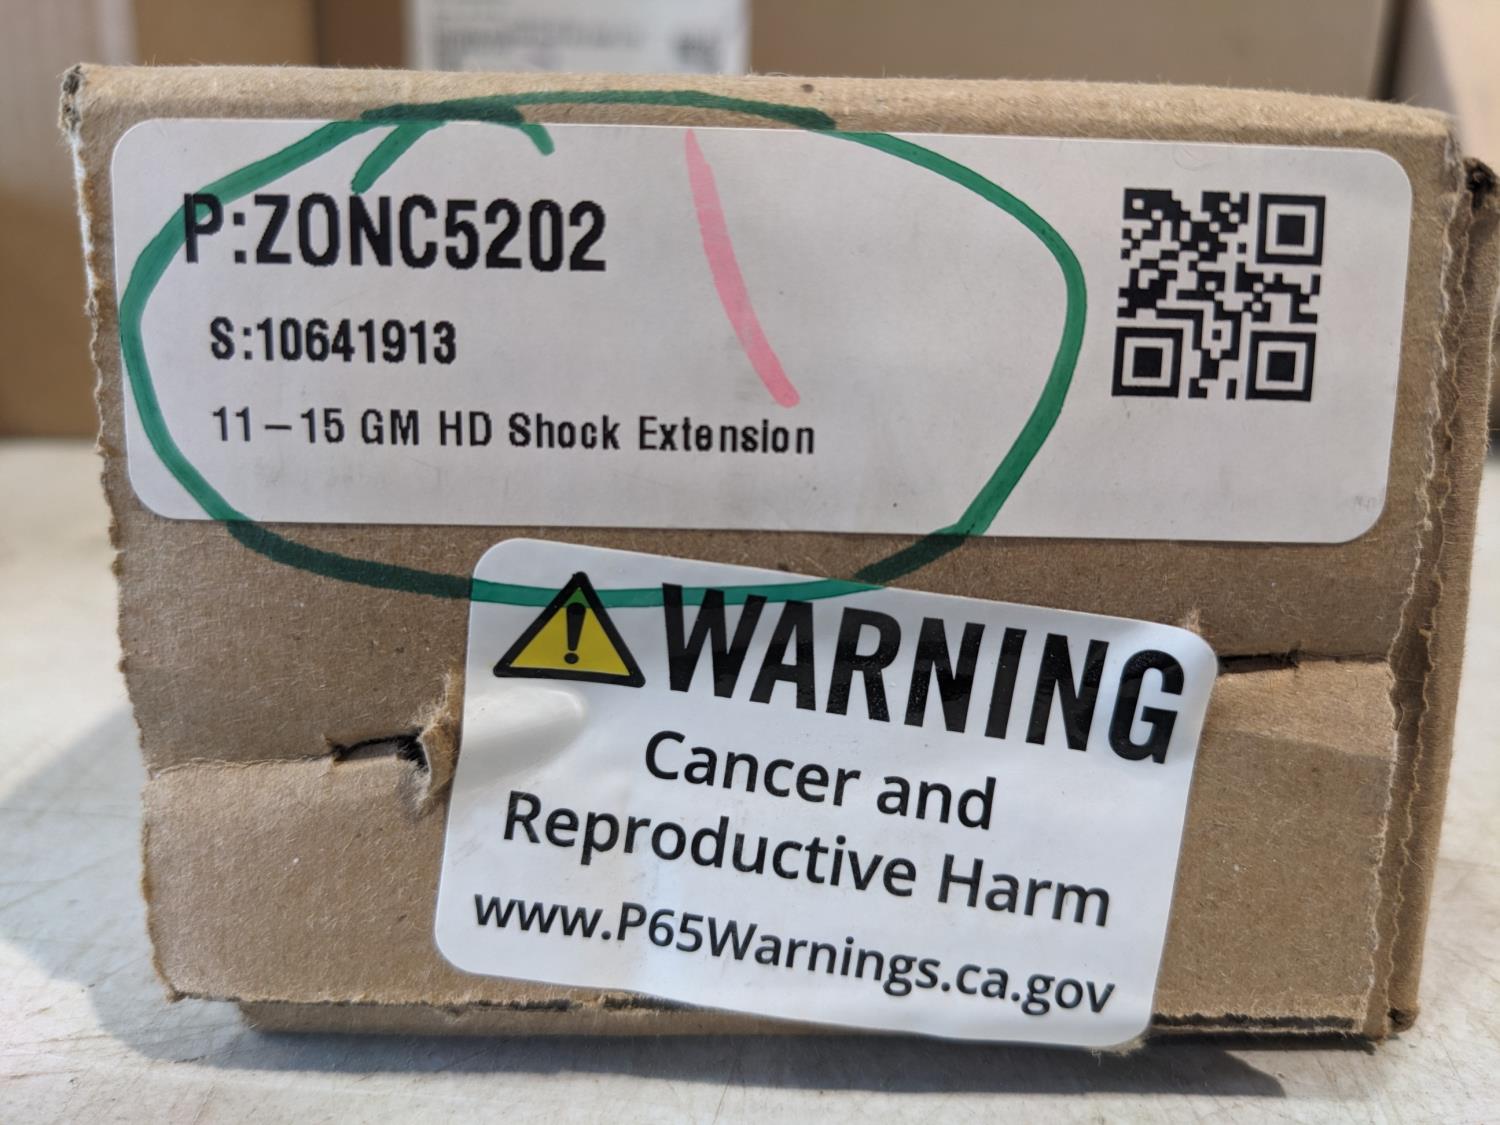 P:ZONC5202
S:10641913
11-15 GM HD Shock Extension
WARNING
Cancer and
Reproductive Harm
www.P65Warnings.ca.gov